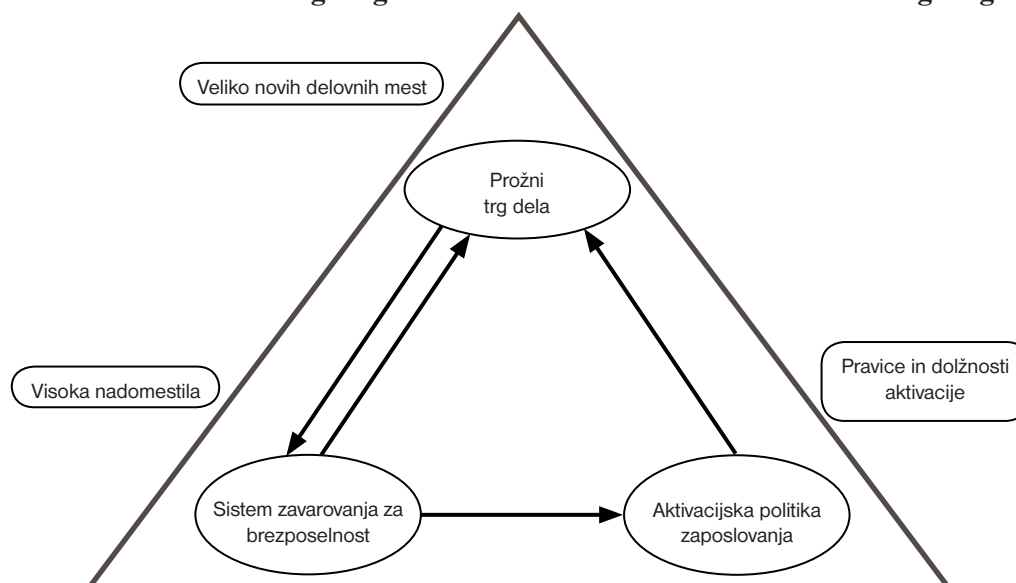 Veliko novih delovnih mest
Prožni
trg dela
Visoka nadomestila
Pravice in dolžnosti
aktivacije
Sistem zavarovanja za
brezposelnost
Aktivacijska politika
zaposlovanja